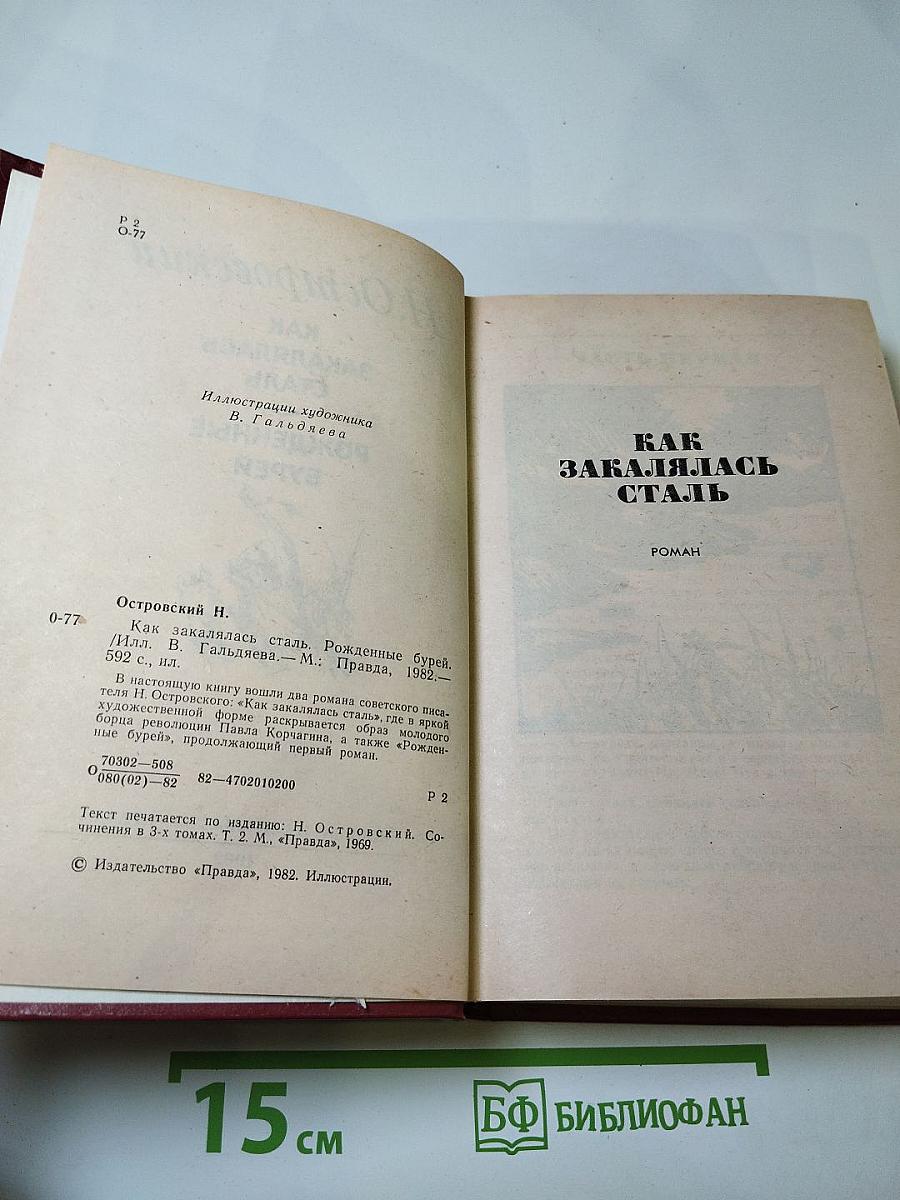 Р 2
О-77
Иллюстрации художника
В. Гальдяева
Островский Н.
0-77 Как закалялась сталь. Рожденные бурей.
/Илл. В. Гальдяева.— М.: Правда, 1982.—
592 с., ил.
В настоящую книгу вошли два романа советского писа-
теля Н. Островского: «Как закалялась сталь», где в яркой
художественной форме раскрывается образ молодого
борца революции Павла Корчагина, а также «Рожден-
ные бурей», продолжающий первый роман.
О 70302—508
080(02)—82 82—4702010200
Р 2
Текст печатается по изданию: Н. Островский. Со-
чинения в 3-х томах. Т. 2. М., «Правда», 1969.
© Издательство «Правда», 1982. Иллюстрации.
КАК
ЗАКАЛЯЛАСЬ
СТАЛЬ
РОМАН
15 см
БФ БИБЛИОФАН